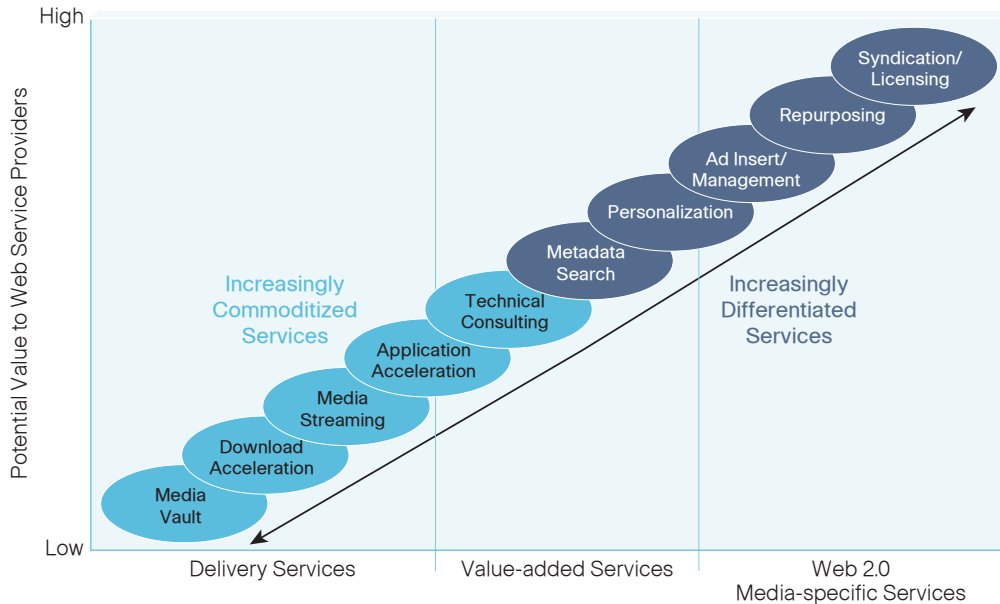 High
Potential Value to Web Service Providers
Low
Syndication/
Licensing
Repurposing
Ad Insert/
Management
Personalization
Metadata
Search
Technical
Consulting
Application
Acceleration
Media
Streaming
Download
Acceleration
Media
Vault
Increasingly
Commoditized
Services
Increasingly
Differentiated
Services
Delivery Services
Value-added Services
Web 2.0
Media-specific Services